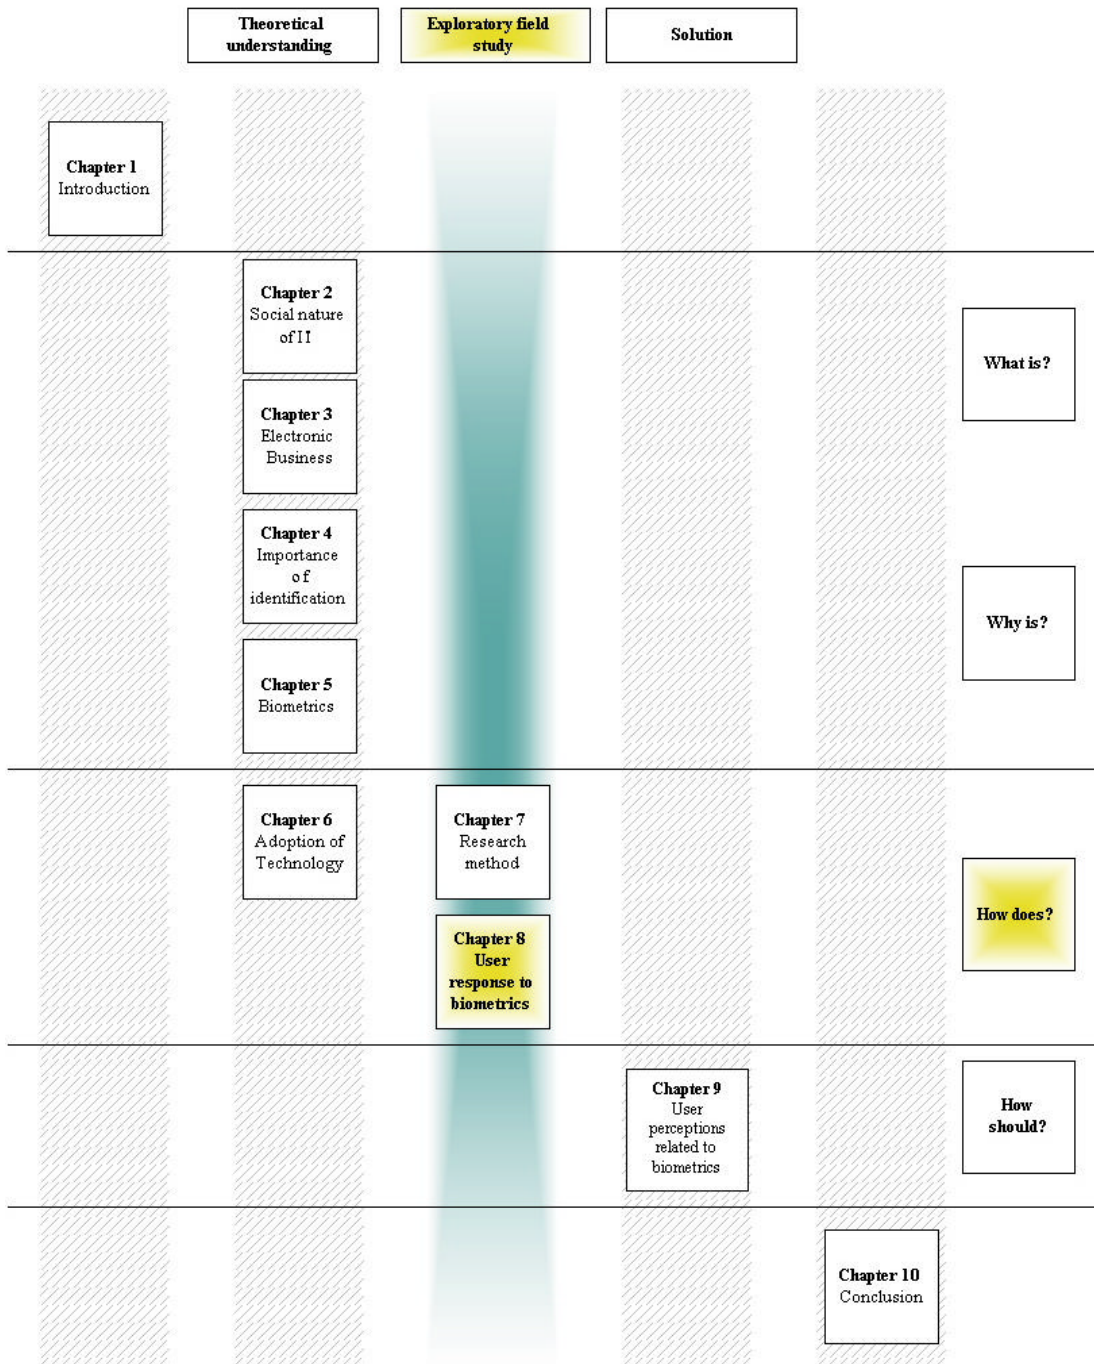 Theoretical
understanding
Exploratory field
study
Solution
Chapter 1
Introduction
Chapter 2
Social nature
of II
What is?
Chapter 3
Electronic
Business
Chapter 4
Importance
of
identification
Why is?
Chapter 5
Biometrics
Chapter 6
Adoption of
Technology
Chapter 7
Research
method
How does?
Chapter 8
User
response to
biometrics
Chapter 9
User
perceptions
related to
biometrics
How
should?
Chapter 10
Conclusion